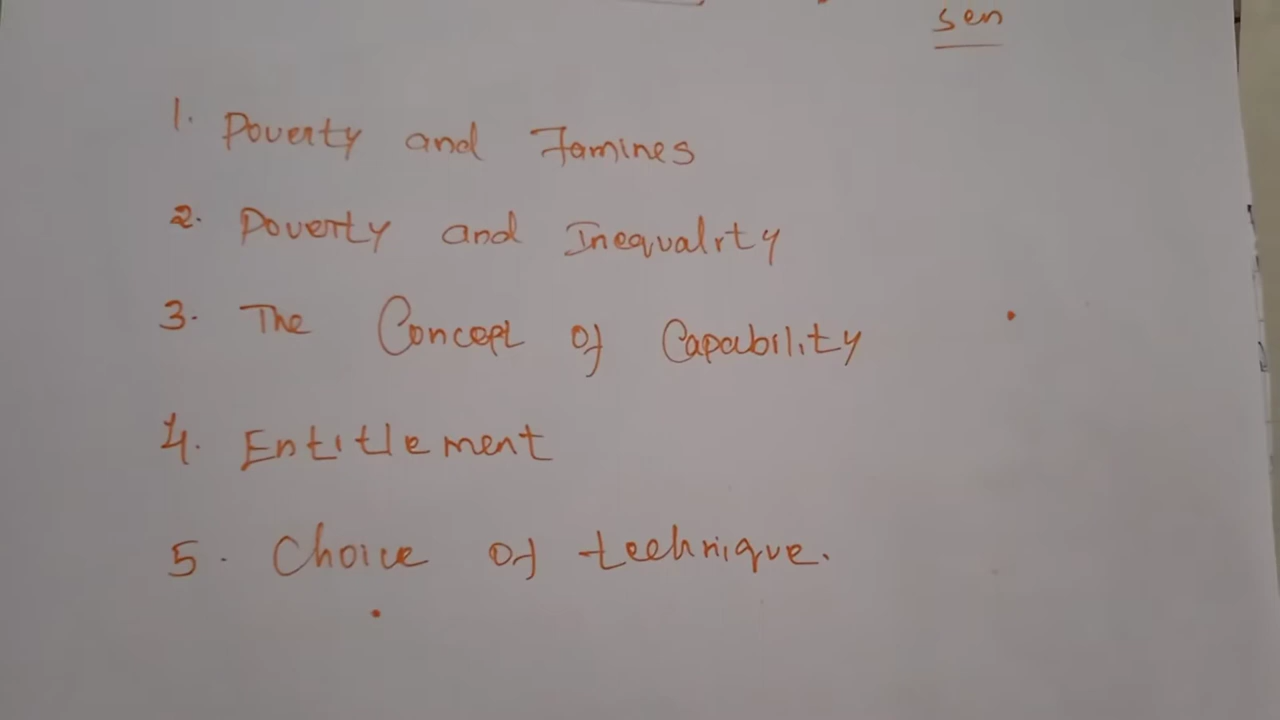 sen
1. Poverty and Famines
2. Poverty and Inequality
3. The Concept of Capability
4. Entitlement
5. Choice of technique.